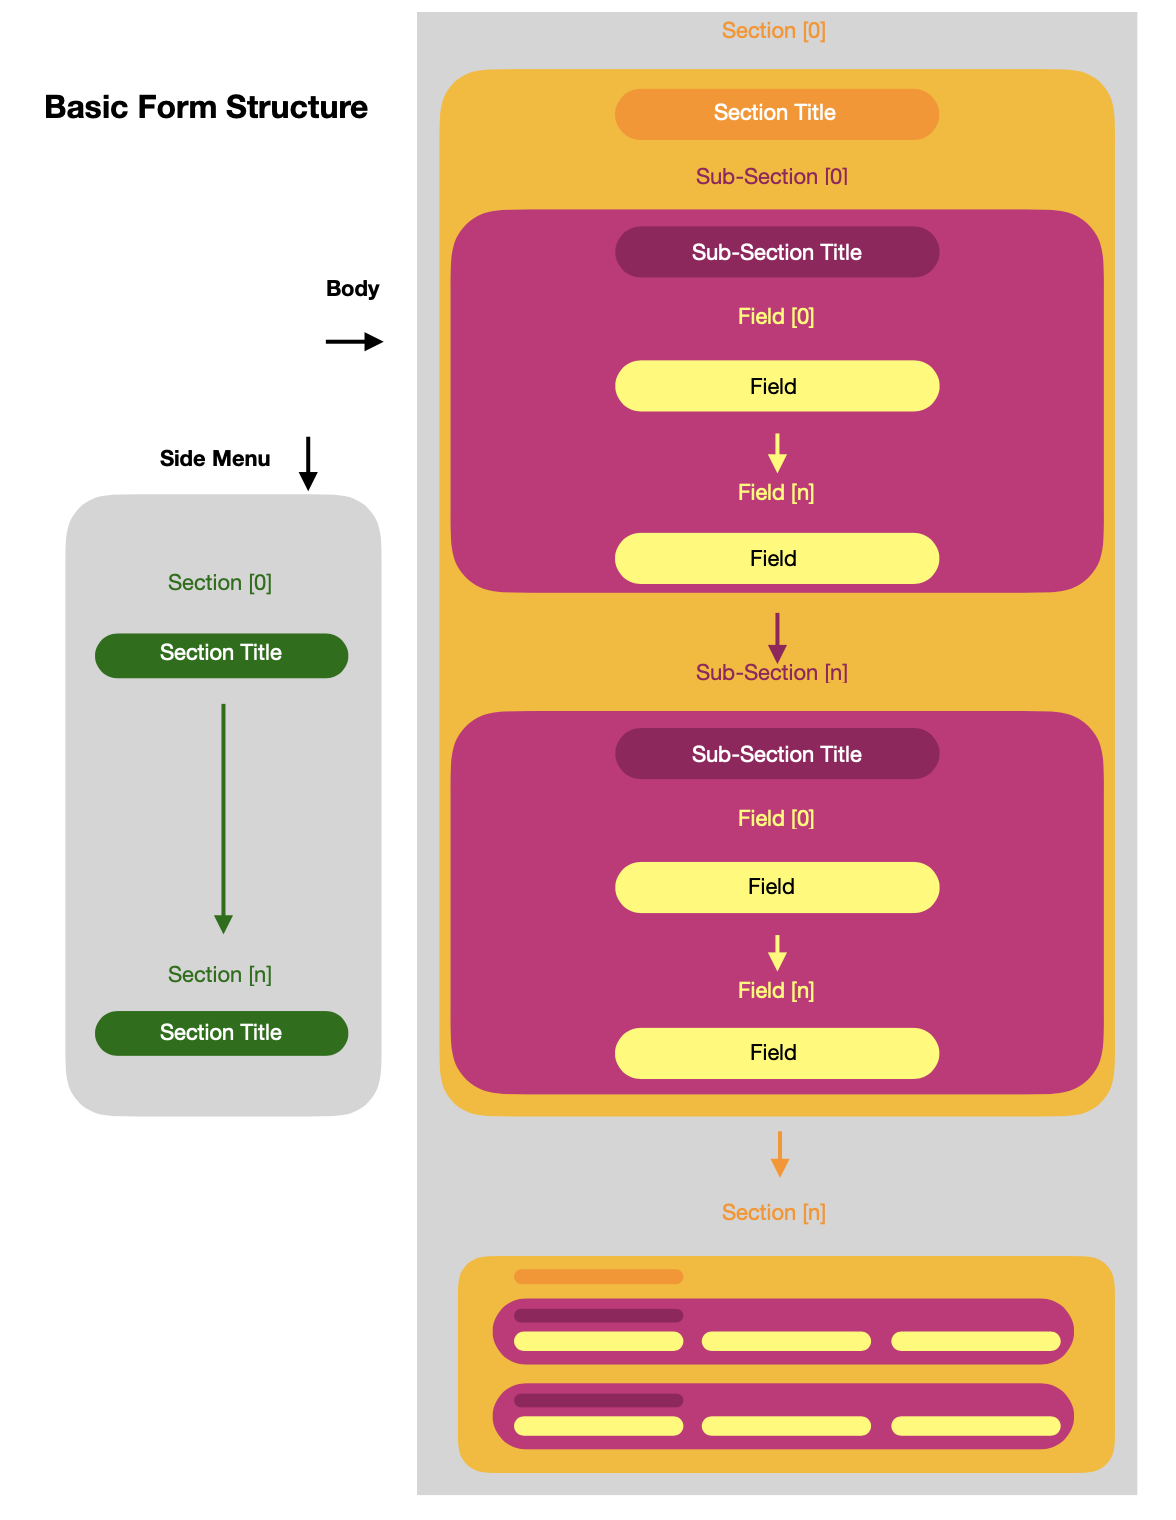 Basic Form Structure
Body
Side Menu
Section [0]
Section Title
Section [n]
Section Title
Section [0]
Section Title
Sub-Section [0]
Sub-Section Title
Field [0]
Field
Field [n]
Field
Sub-Section [n]
Sub-Section Title
Field [0]
Field
Field [n]
Field
Section [n]